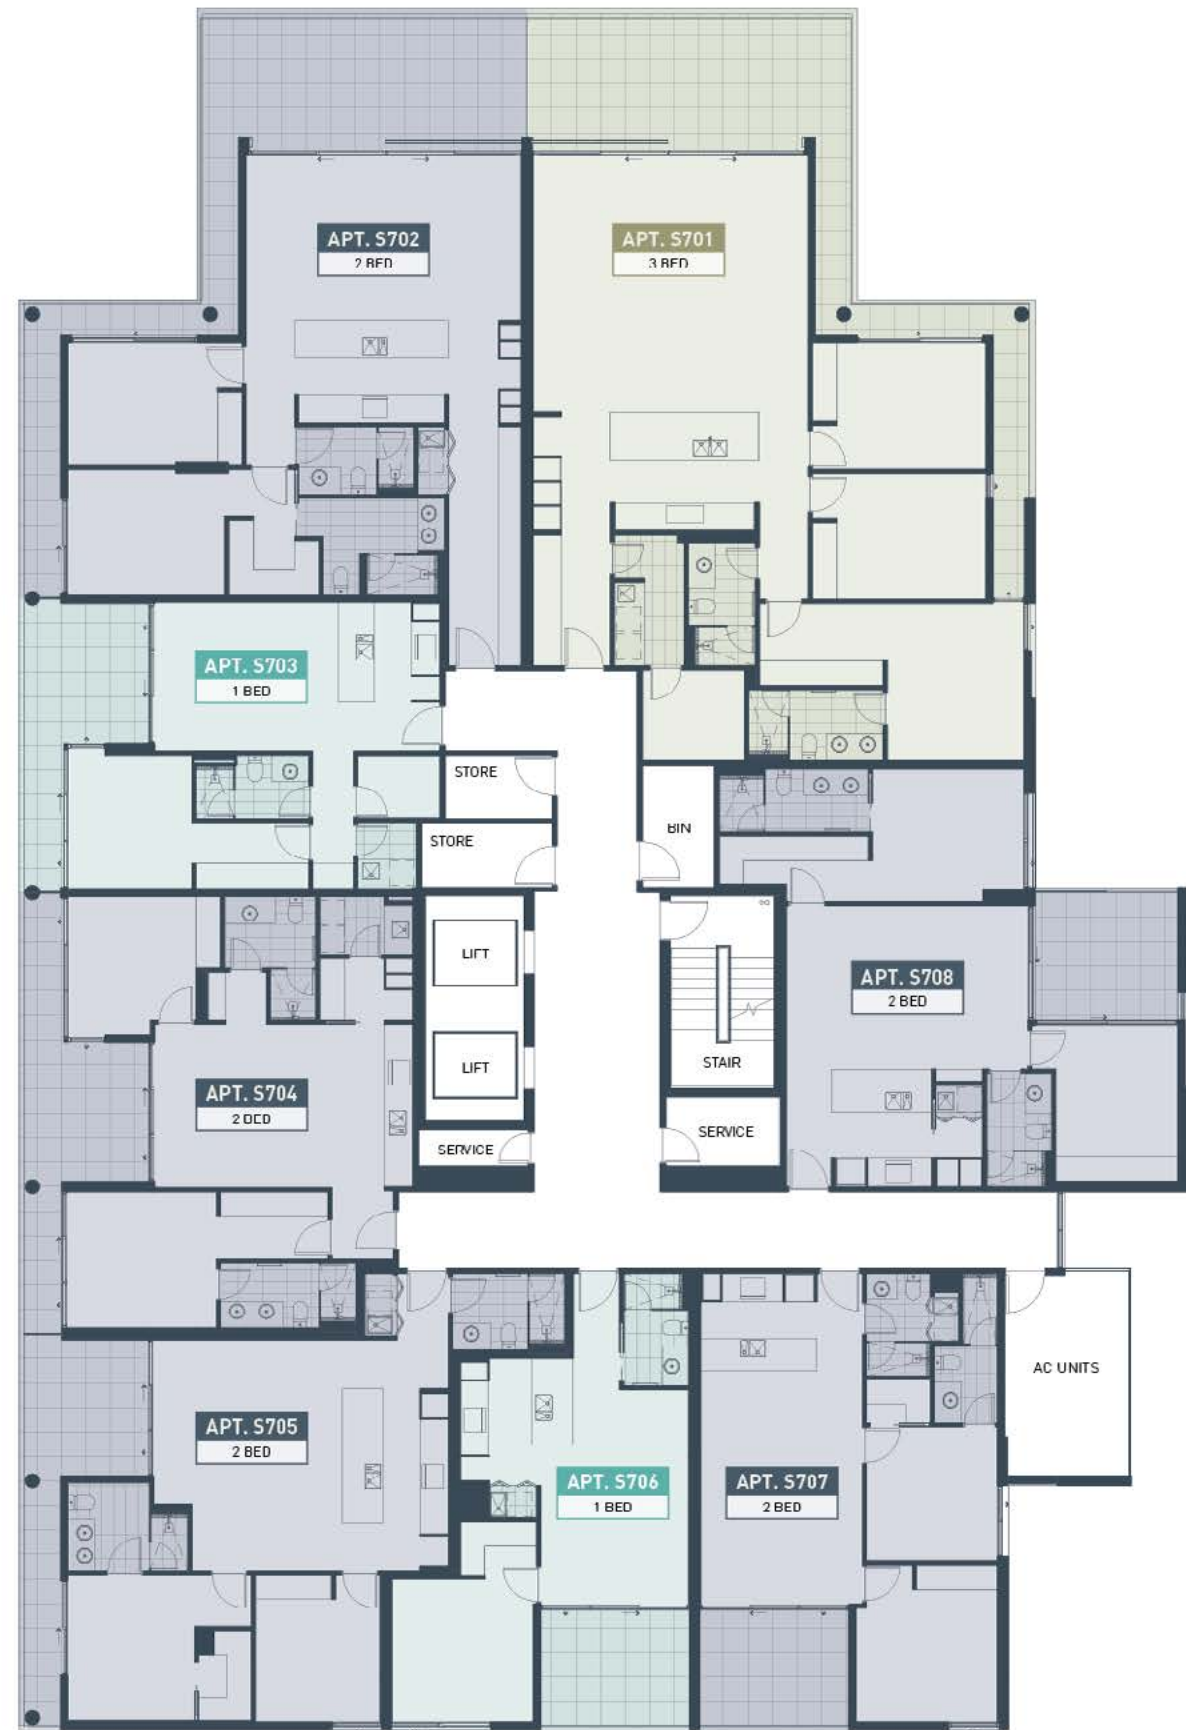 APT. S702
2 BED
APT. S701
3 BED
APT. S703
1 BED
STORE
STORE
BIN
LIFT
LIFT
STAIR
SERVICE
SERVICE
APT. S708
2 BED
APT. S704
2 BED
APT. S705
2 BED
APT. S706
1 BED
APT. S707
2 BED
AC UNITS